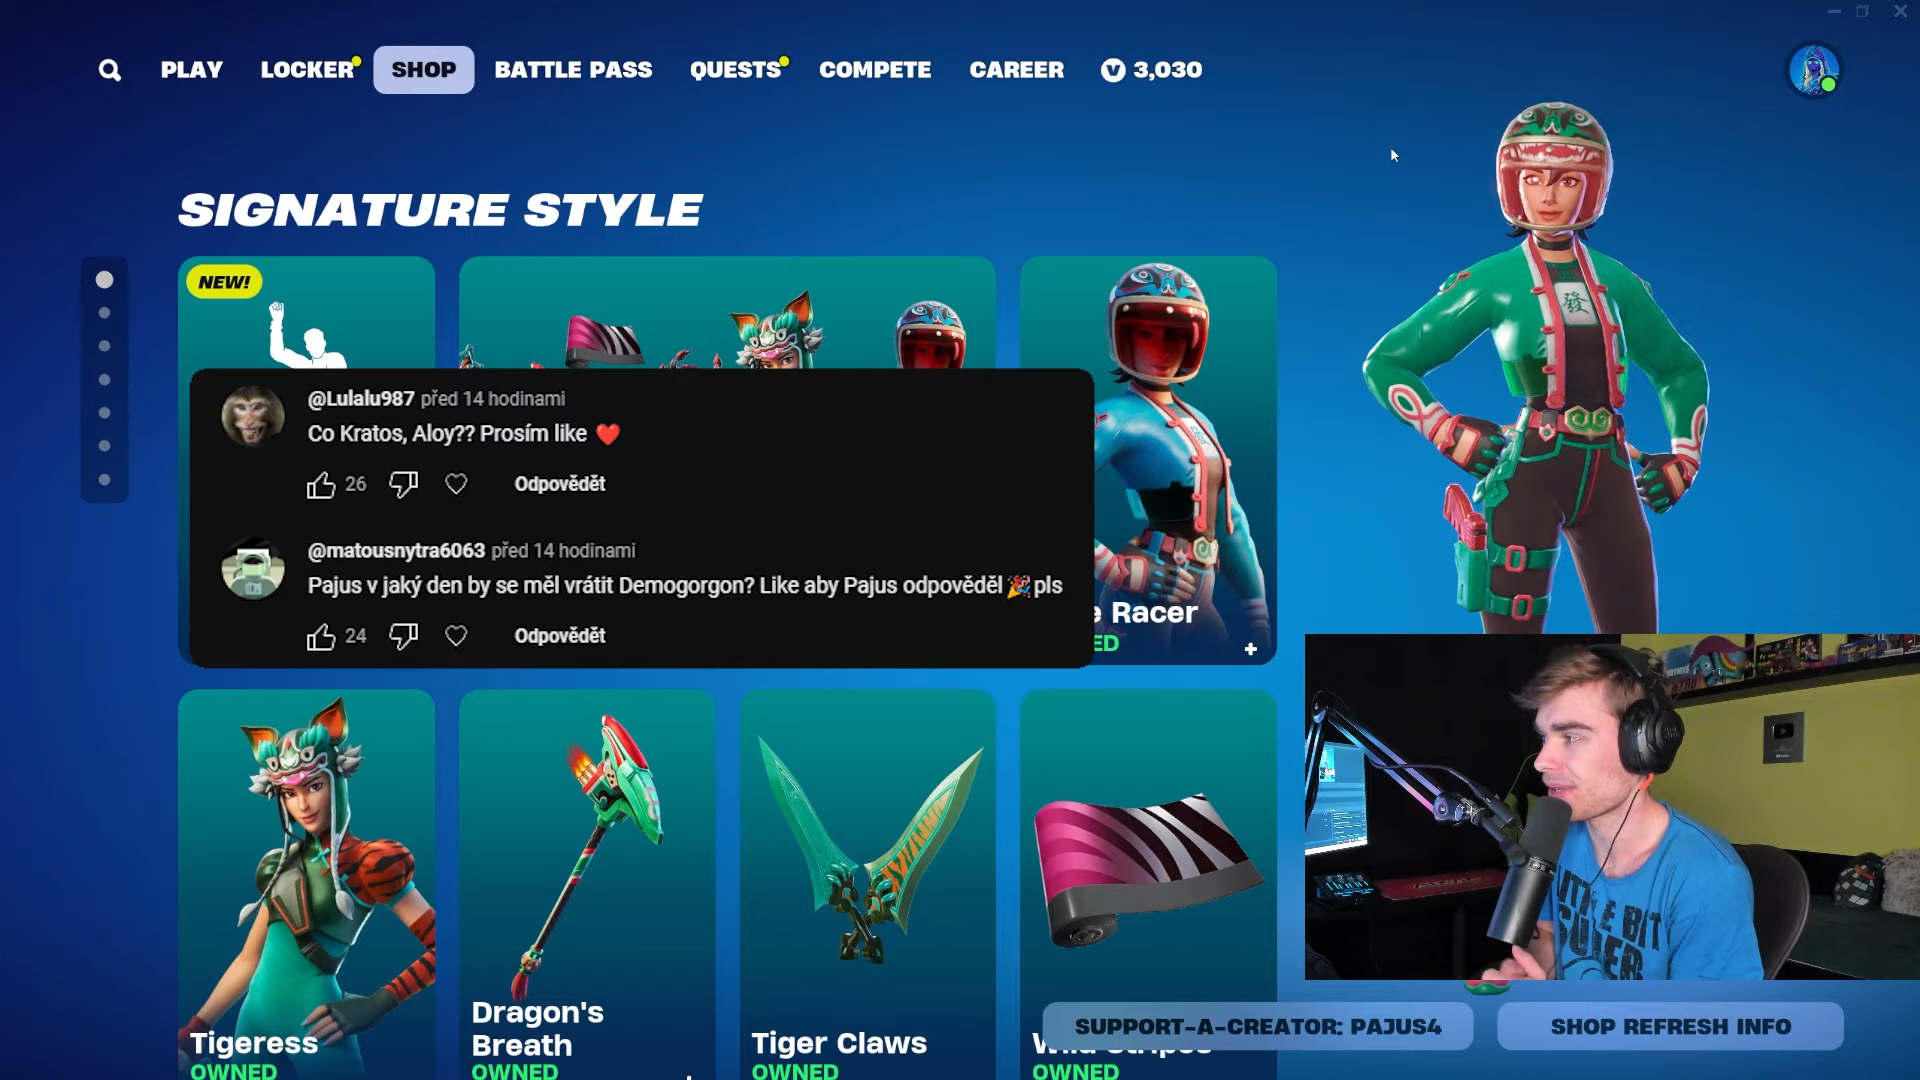 PLAY LOCKER SHOP BATTLE PASS QUESTS COMPETE CAREER V 3,030
SIGNATURE STYLE
NEW!
@Lulalu987 před 14 hodinami
Co Kratos, Aloy?? Prosím like ❤️
26 Odpovědět
@matousnytra6063 před 14 hodinami
Pajus v jaký den by se měl vrátit Demogorgon? Like aby Pajus odpověděl 🎉 pls
24 Odpovědět
Racer
發
Tigeress
OWNED
Dragon's
Breath
OWNED
Tiger Claws
OWNED
OWNED
SUPPORT-A-CREATOR: PAJUS4
SHOP REFRESH INFO
BIT
SUPER